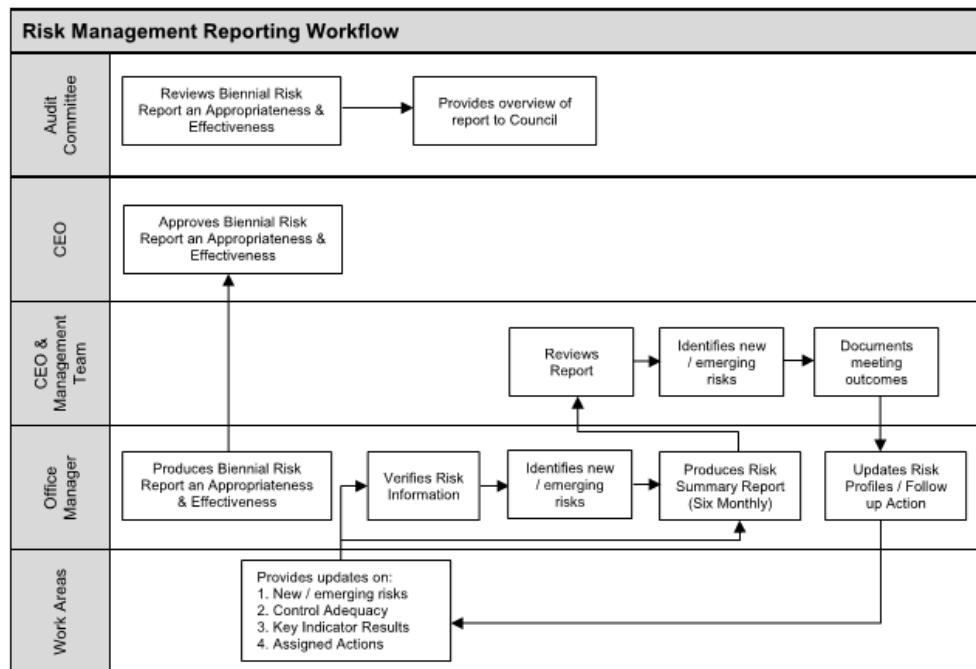 Risk Management Reporting Workflow
Audit
Committee
Reviews Biennial Risk
Report an Appropriateness &
Effectiveness
Provides overview of
report to Council
CEO
Approves Biennial Risk
Report an Appropriateness &
Effectiveness
CEO &
Management
Team
Reviews
Report
Identifies new
/ emerging
risks
Documents
meeting
outcomes
Office
Manager
Produces Biennial Risk
Report an Appropriateness
& Effectiveness
Verifies Risk
Information
Identifies new
/ emerging
risks
Produces Risk
Summary Report
(Six Monthly)
Updates Risk
Profiles / Follow
up Action
Work Areas
Provides updates on:
1. New / emerging risks
2. Control Adequacy
3. Key Indicator Results
4. Assigned Actions